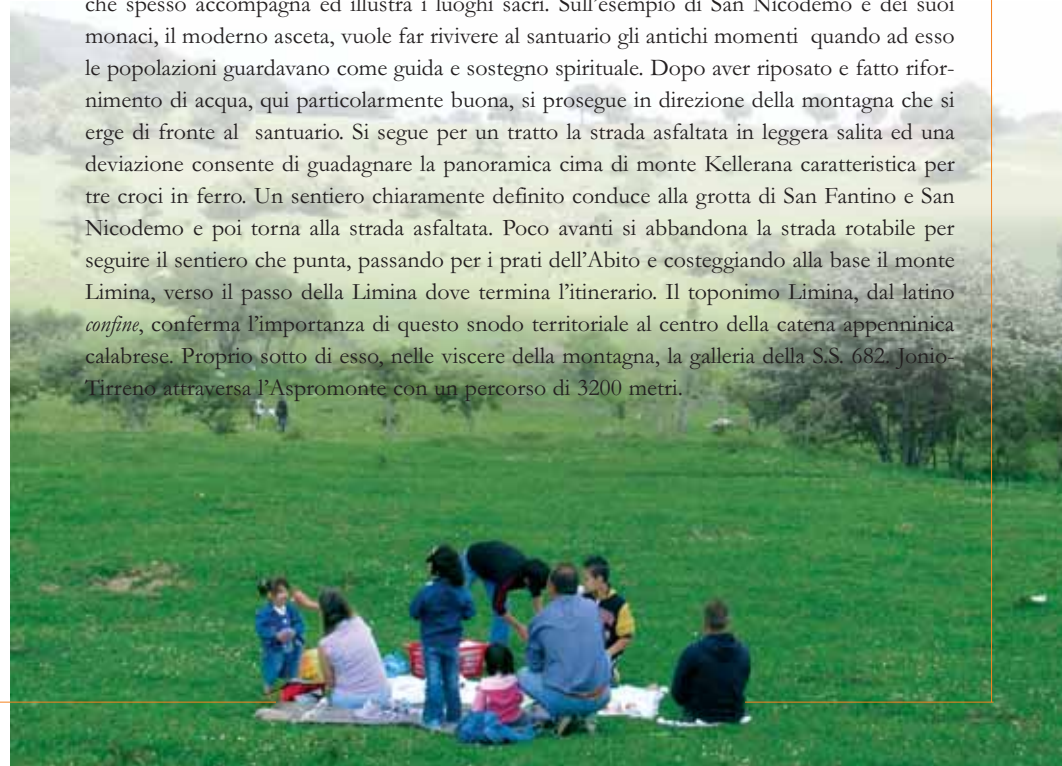 che spesso accompagna ed illustra i luoghi sacri. Sull'esempio di San Nicodemo e dei suoi
monaci, il moderno asceta, vuole far rivivere al santuario gli antichi momenti quando ad esso
le popolazioni guardavano come guida e sostegno spirituale. Dopo aver riposato e fatto rifor-
nimento di acqua, qui particolarmente buona, si prosegue in direzione della montagna che si
erge di fronte al santuario. Si segue per un tratto la strada asfaltata in leggera salita ed una
deviazione consente di guadagnare la panoramica cima di monte Kellerana caratteristica per
tre croci in ferro. Un sentiero chiaramente definito conduce alla grotta di San Fantino e San
Nicodemo e poi torna alla strada asfaltata. Poco avanti si abbandona la strada rotabile per
seguire il sentiero che punta, passando per i prati dell'Abito e costeggiando alla base il monte
Limina, verso il passo della Limina dove termina l'itinerario. Il toponimo Limina, dal latino
confine, conferma l'importanza di questo snodo territoriale al centro della catena appenninica
calabrese. Proprio sotto di esso, nelle viscere della montagna, la galleria della S.S. 682. Jonio-
Tirreno attraversa l'Aspromonte con un percorso di 3200 metri.